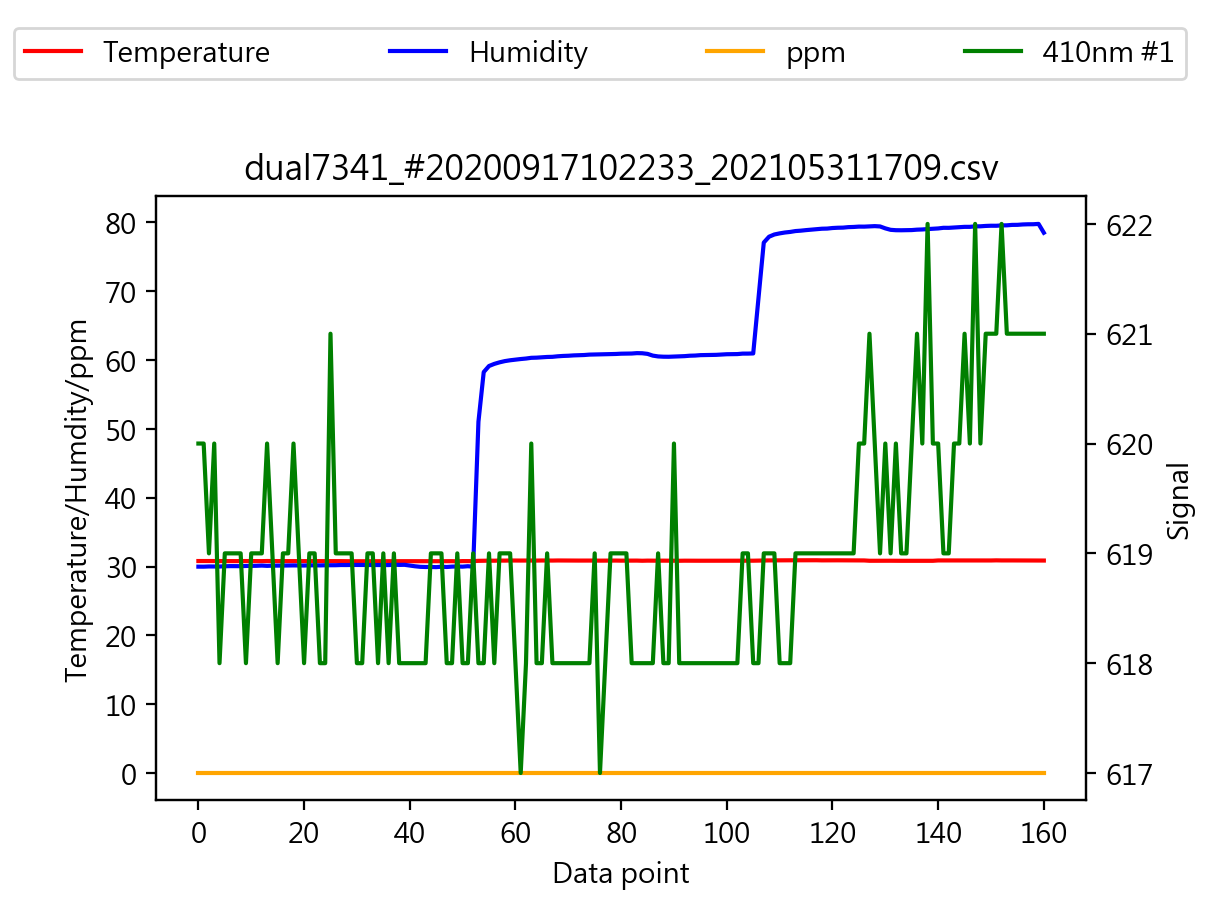 Temperature Humidity ppm 410nm #1
dual7341_#20200917102233_202105311709.csv
Temperature/Humdity/ppm
80
70
60
50
40
30
20
10
0
622
621
620
619
618
617
Signal
0 20 40 60 80 100 120 140 160
Data point